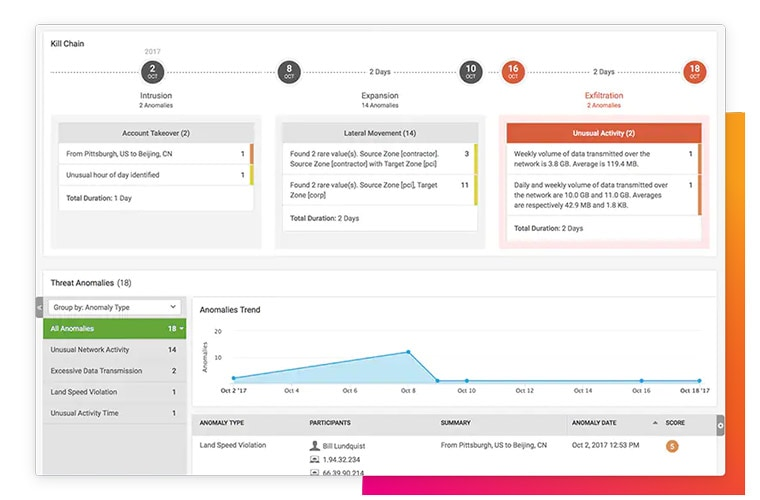 Kill Chain
2017
2 OCT
8 OCT
2 Days
10 OCT
16 OCT
2 Days
18 OCT
Intrusion
2 Anomalies
Expansion
14 Anomalies
Exfiltration
2 Anomalies
Account Takeover (2)
From Pittsburgh, US to Beijing, CN 1
Unusual hour of day identified 1
Total Duration: 1 Day
Lateral Movement (14)
Found 2 rare value(s). Source Zone [contractor]. 3
Source Zone [contractor] with Target Zone [pci]
Found 2 rare value(s). Source Zone [pci], Target 11
Zone [corp]
Total Duration: 2 Days
Unusual Activity (2)
Weekly volume of data transmitted over the 1
network is 3.8 GB. Average is 119.4 MB.
Daily and weekly volume of data transmitted over 1
the network are 10.0 GB and 11.0 GB. Averages
are respectively 42.9 MB and 1.8 KB.
Total Duration: 2 Days
Threat Anomalies (18)
Group by: Anomaly Type
All Anomalies 18
Unusual Network Activity 14
Excessive Data Transmission 2
Land Speed Violation 1
Unusual Activity Time 1
Anomalies Trend
Anomalies
20
10
Oct 2 '17 Oct 4 Oct 6 Oct 8 Oct 10 Oct 12 Oct 14 Oct 16 Oct 18 '17
ANOMALY TYPE PARTICIPANTS SUMMARY ANOMALY DATE SCORE
Land Speed Violation Bill Lundquist From Pittsburgh, US to Beijing, CN Oct 2, 2017 12:53 PM 5
1.94.32.234
66.39.90.214